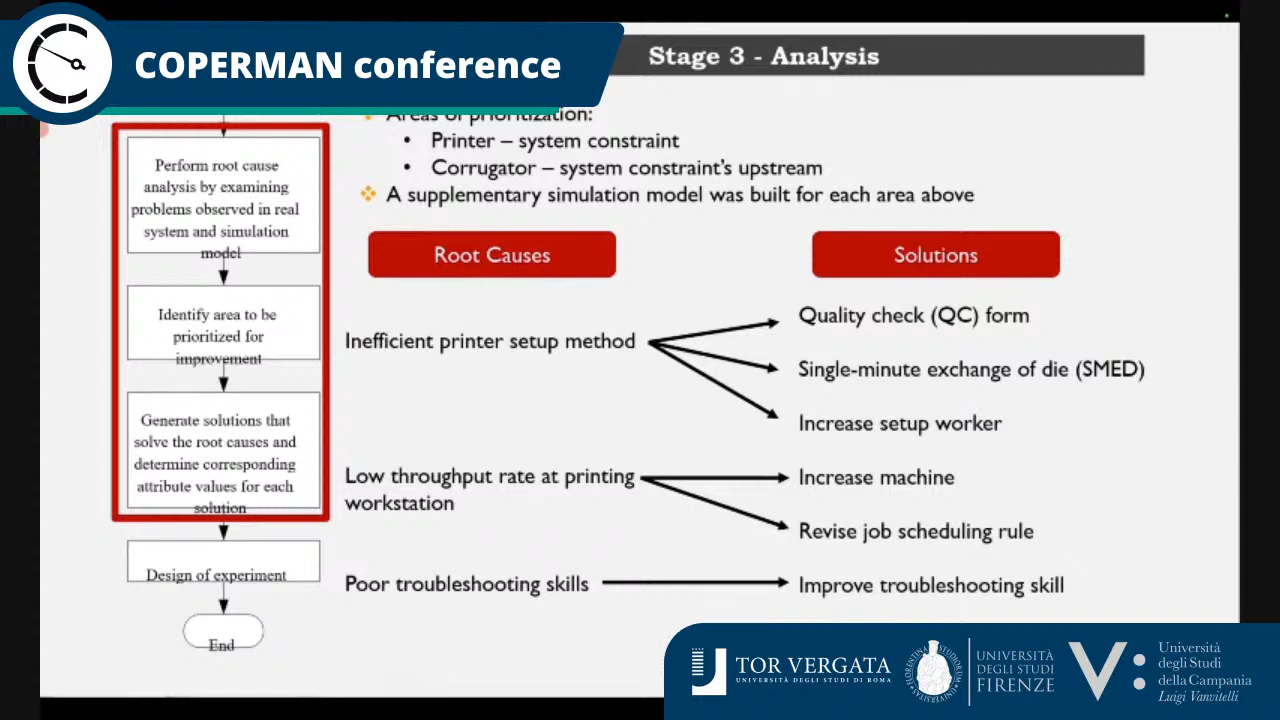 COPERMAN conference
Stage 3 - Analysis
Areas of prioritization:
• Printer – system constraint
• Corrugator – system constraint's upstream
A supplementary simulation model was built for each area above
Perform root cause
analysis by examining
problems observed in real
system and simulation
model
Identify area to be
prioritized for
improvement
Generate solutions that
solve the root causes and
determine corresponding
attribute values for each
solution
Design of experiment
End
Root Causes
Solutions
Inefficient printer setup method
Quality check (QC) form
Single-minute exchange of die (SMED)
Increase setup worker
Low throughput rate at printing
workstation
Increase machine
Revise job scheduling rule
Poor troubleshooting skills
Improve troubleshooting skill
TOR VERGATA
UNIVERSITÀ DEGLI STUDI DI ROMA
UNIVERSITÀ
DEGLI STUDI
FIRENZE
Università
degli Studi
della Campania
Luigi Vanvitelli